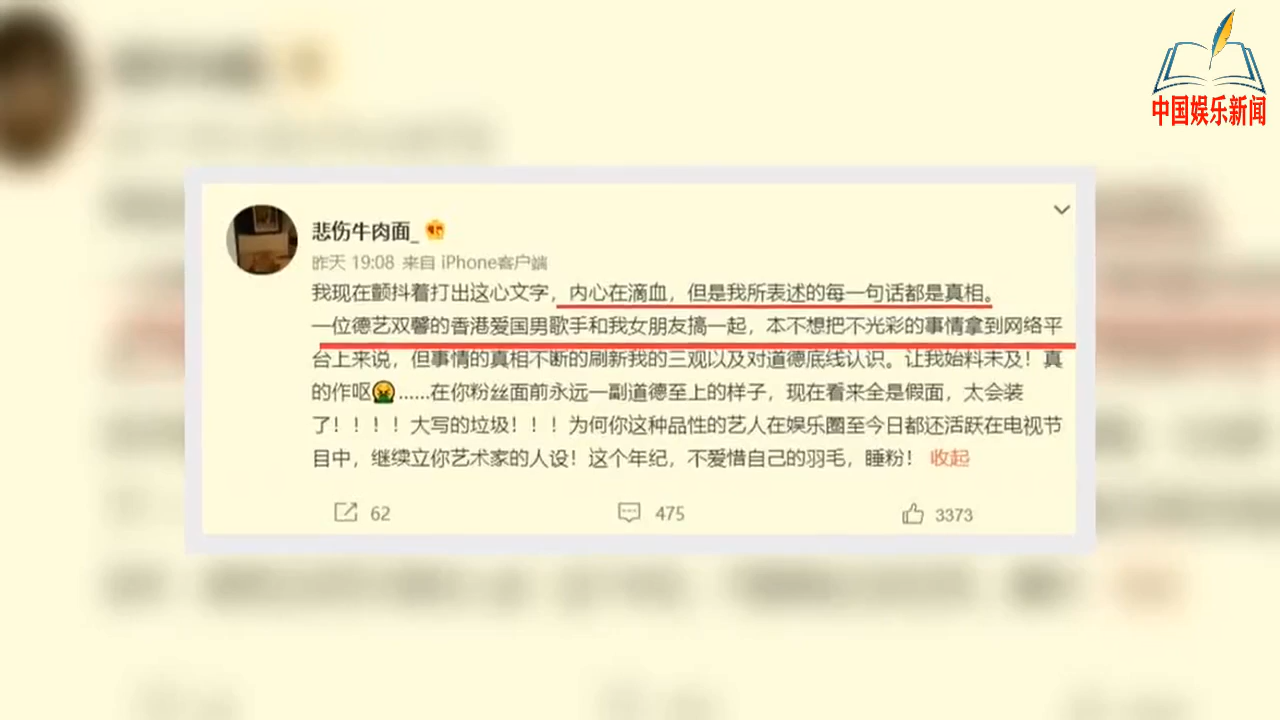 中国娱乐新闻
悲伤牛肉面_
昨天 19:08 来自 iPhone客户端
我现在颤抖着打出这心文字，内心在滴血，但是我所表述的每一句话都是真相。
一位德艺双馨的香港爱国男歌手和我女朋友搞一起，本不想把不光彩的事情拿到网络平
台上来说，但事情的真相不断的刷新我的三观以及对道德底线认识。让我始料未及！真
的作呕🤮……在你粉丝面前永远一副道德至上的样子，现在看来全是假面，太会装
了！！！！大写的垃圾！！！为何你这种品性的艺人在娱乐圈至今日都还活跃在电视节
目中，继续立你艺术家的人设！这个年纪，不爱惜自己的羽毛，睡粉！ 收起
62 475 3373